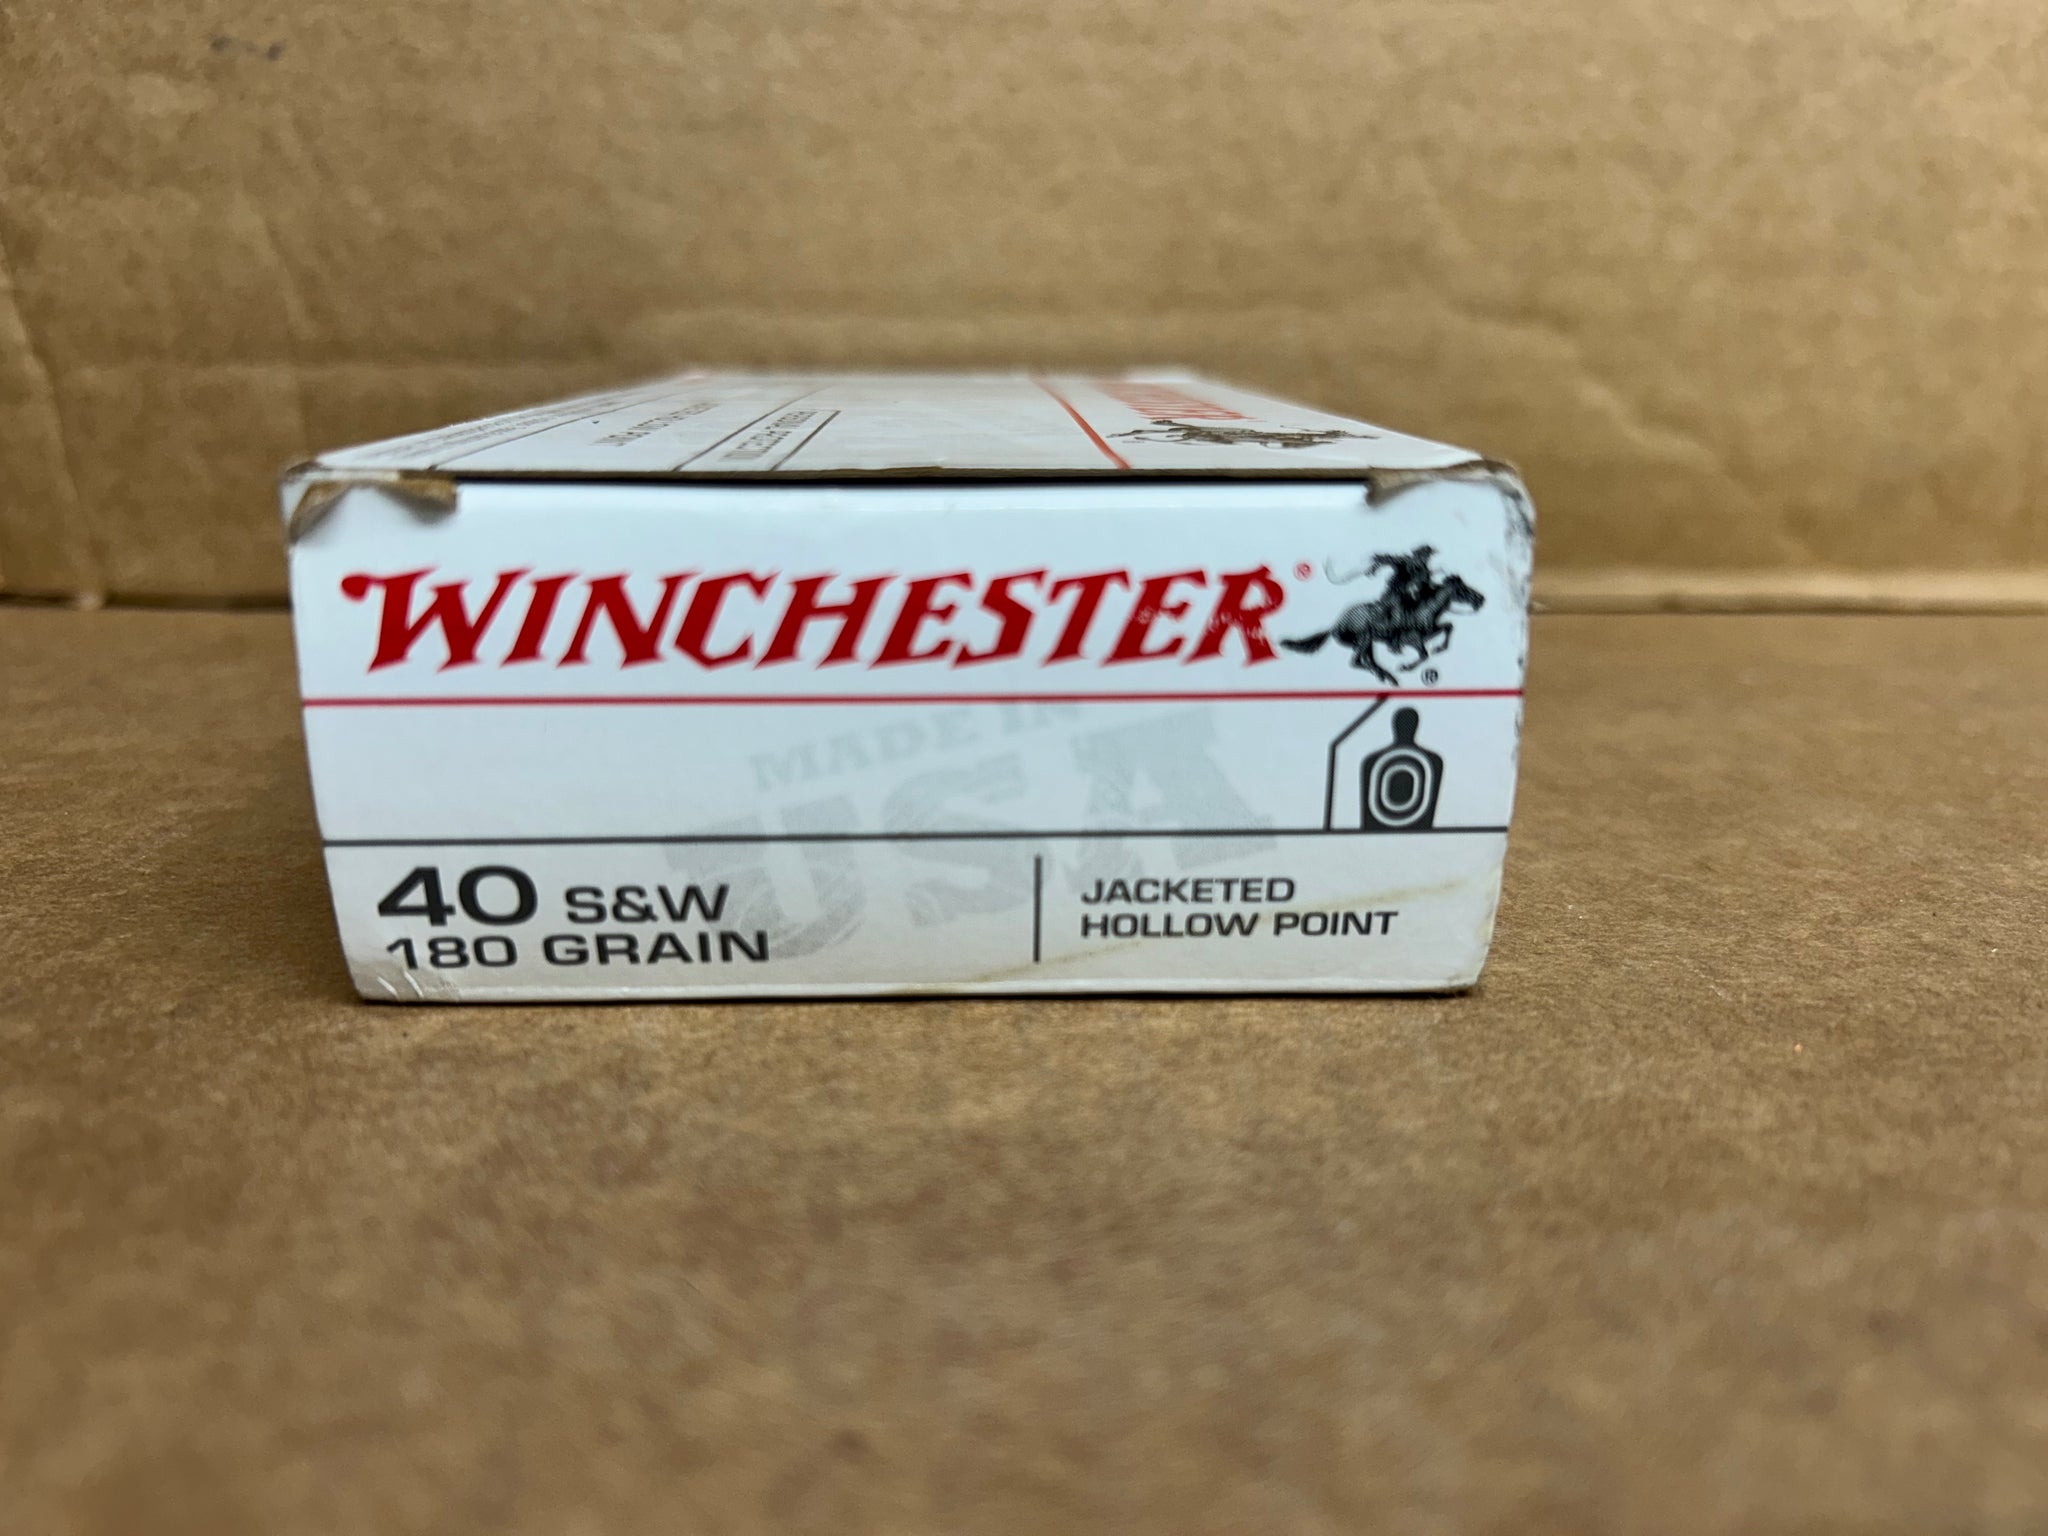 WINCHESTER®
®
MADE IN
USA
40 S&W
180 GRAIN
JACKETED
HOLLOW POINT